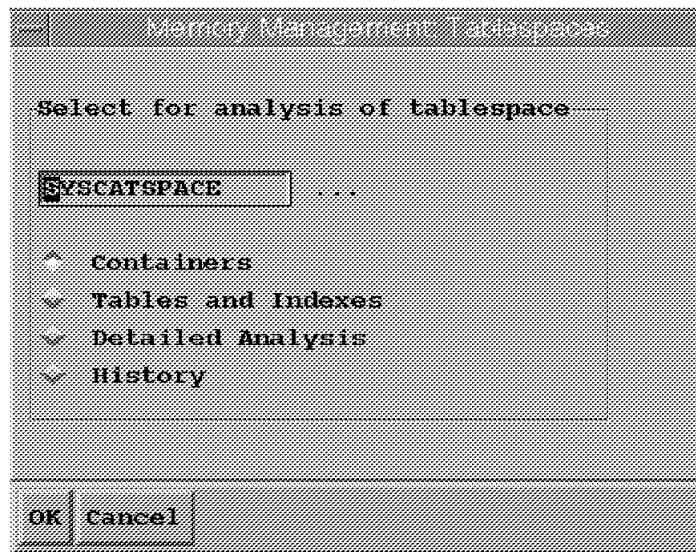 Memory Management: Tablespaces
Select for analysis of tablespace
SYSCATSPACE ...
Containers
Tables and Indexes
Detailed Analysis
History
OK Cancel